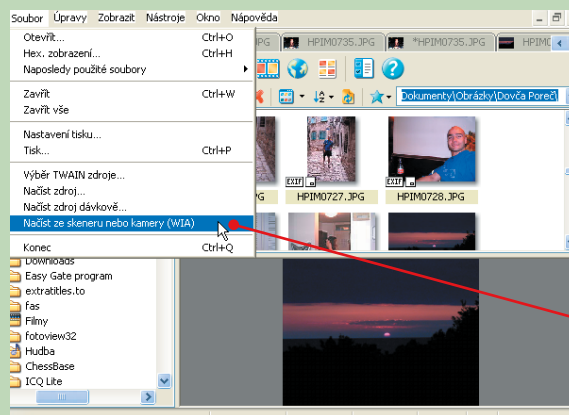 Soubor Úpravy Zobrazit Nástroje Okno Nápověda
Otevřít... Ctrl+O
Hex. zobrazení... Ctrl+H
Naposledy použité soubory
Zavřít Ctrl+W
Zavřít vše
Nastavení tisku...
Tisk... Ctrl+P
Výběr TWAIN zdroje...
Načíst zdroj...
Načíst zdroj dávkově...
Načíst ze skeneru nebo kamery (WIA)
Konec Ctrl+Q
PG HPIM0735.JPG *HPIM0735.JPG HPIM0
Dokumenty\Obrázky\Dovča Poreč\
EXIF EXIF
PG HPIM0727.JPG HPIM0728.JPG
Downloads
Easy Gate program
extratitles.to
fas
Filmy
fotoview32
Hudba
ChessBase
ICQ Lite